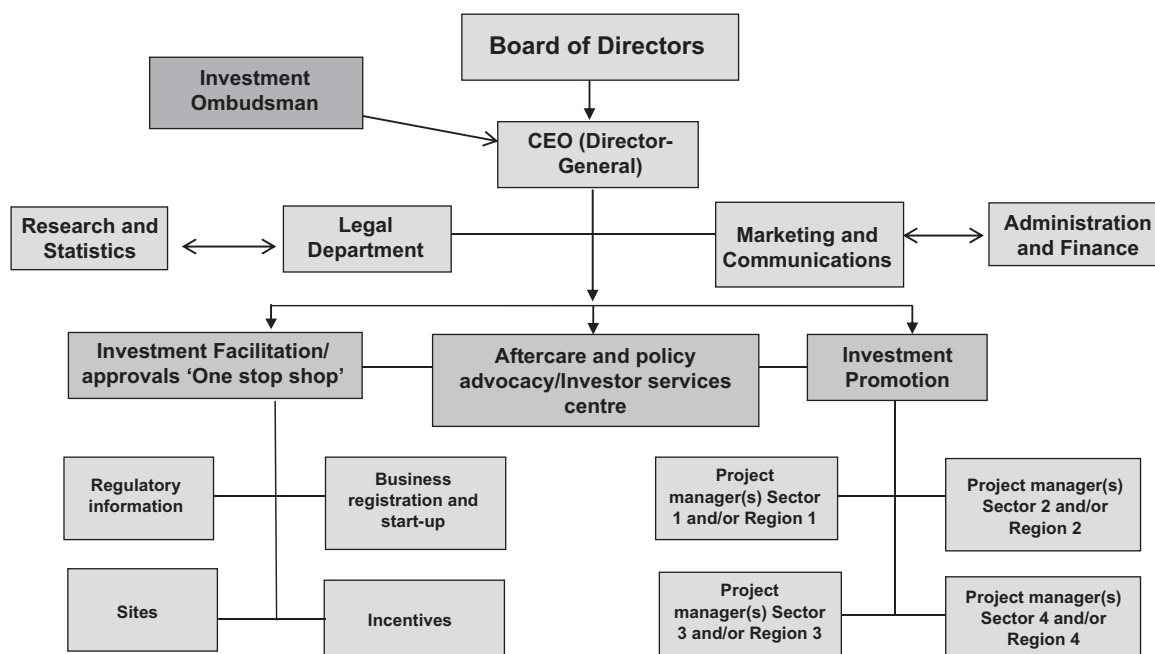 Board of Directors
Investment
Ombudsman
CEO (Director-
General)
Research and
Statistics
Legal
Department
Marketing and
Communications
Administration
and Finance
Investment Facilitation/
approvals ‘One stop shop’
Aftercare and policy
advocacy/Investor services
centre
Investment
Promotion
Regulatory
information
Business
registration and
start-up
Project
manager(s) Sector
1 and/or Region 1
Project manager(s)
Sector 2 and/or
Region 2
Sites
Incentives
Project
manager(s) Sector
3 and/or Region 3
Project manager(s)
Sector 4 and/or
Region 4